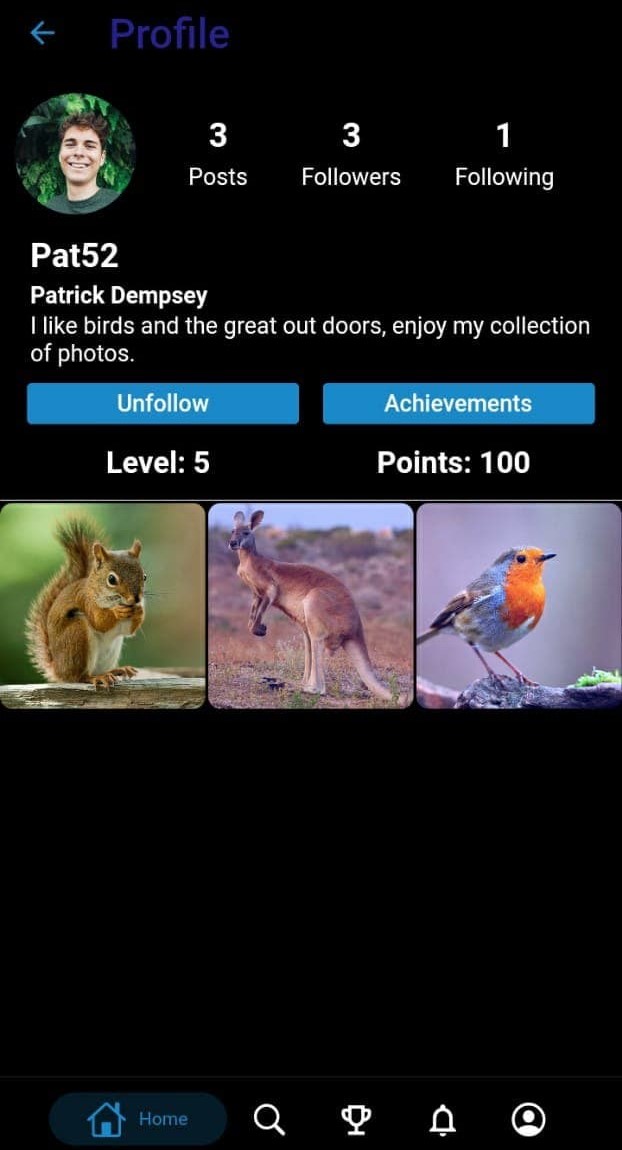 Profile
3 3 1
Posts Followers Following
Pat52
Patrick Dempsey
I like birds and the great out doors, enjoy my collection
of photos.
Unfollow Achievements
Level: 5 Points: 100
Home